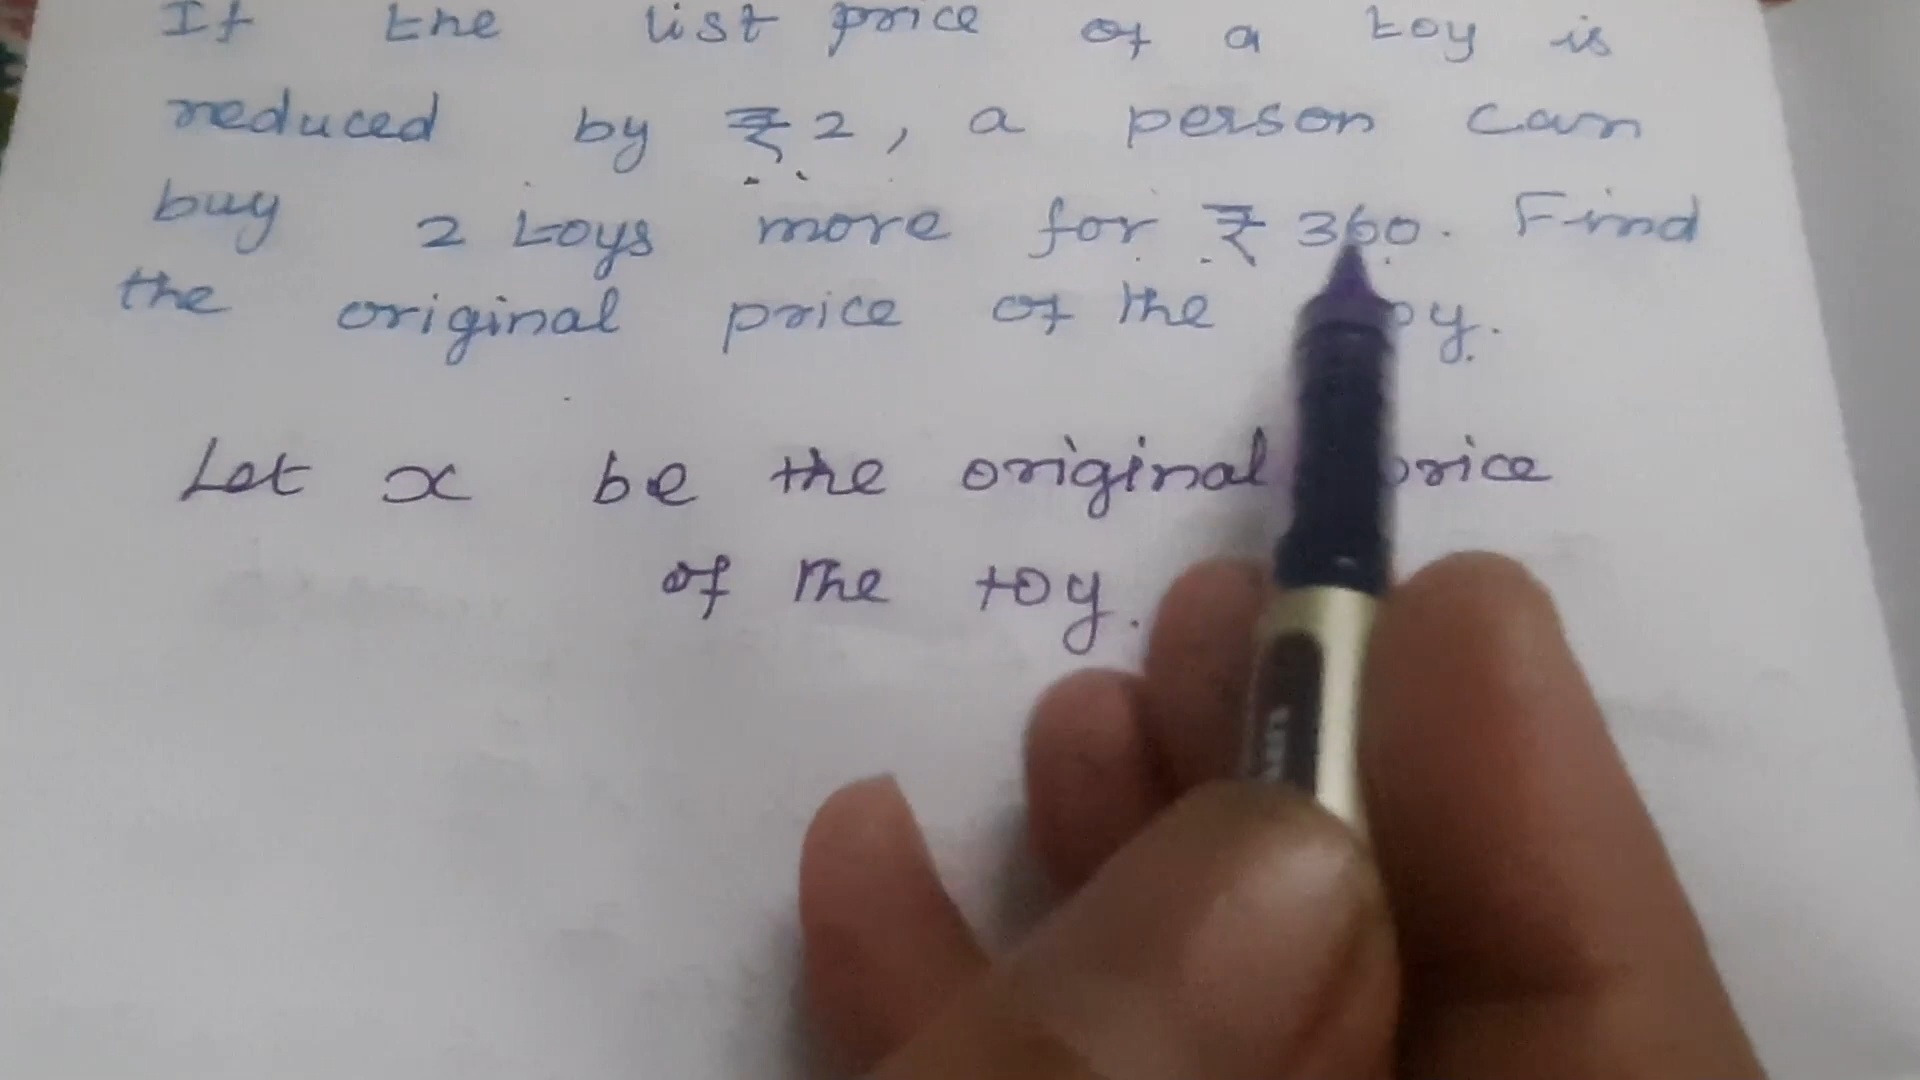 If the list price of a toy is
reduced by ₹2, a person can
buy 2 toys more for ₹360. Find
the original price of the
Let x be the original price
of the toy.